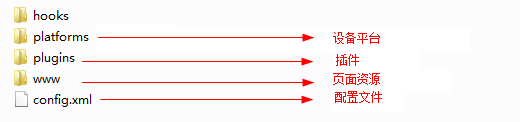 hooks
platforms 设备平台
plugins 插件
www 页面资源
config.xml 配置文件